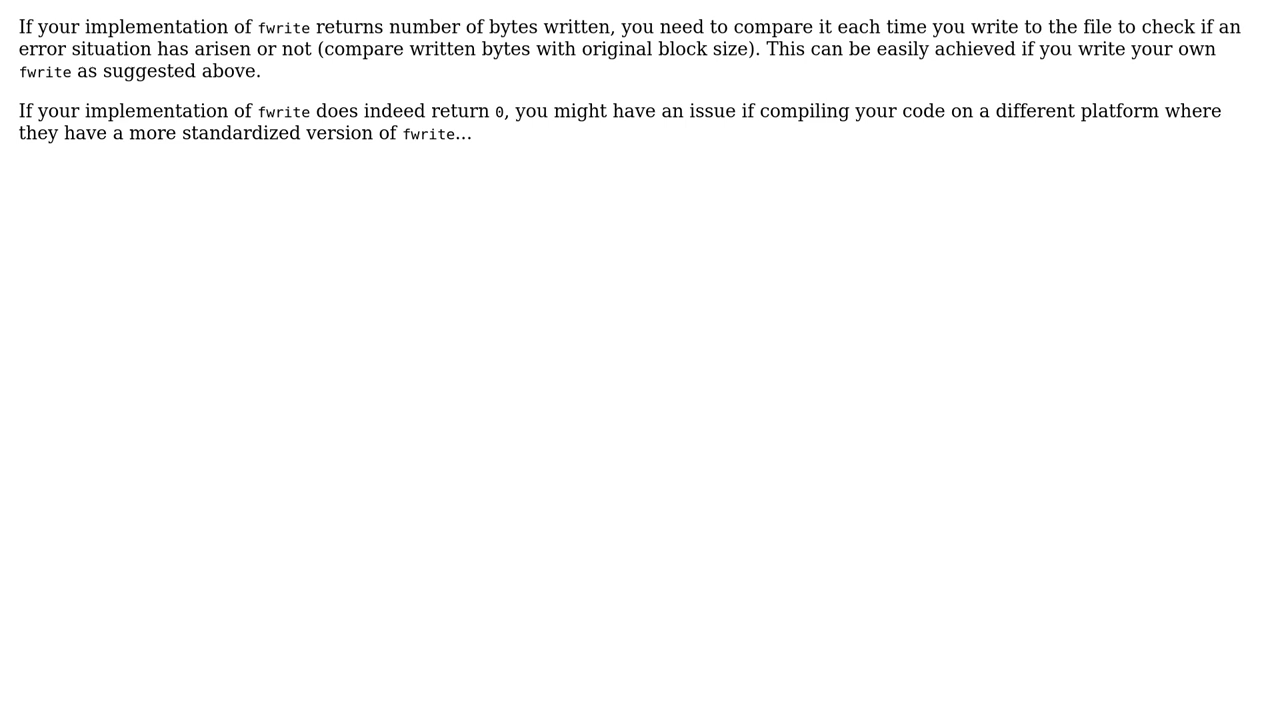 If your implementation of fwrite returns number of bytes written, you need to compare it each time you write to the file to check if an
error situation has arisen or not (compare written bytes with original block size). This can be easily achieved if you write your own
fwrite as suggested above.
If your implementation of fwrite does indeed return 0, you might have an issue if compiling your code on a different platform where
they have a more standardized version of fwrite...